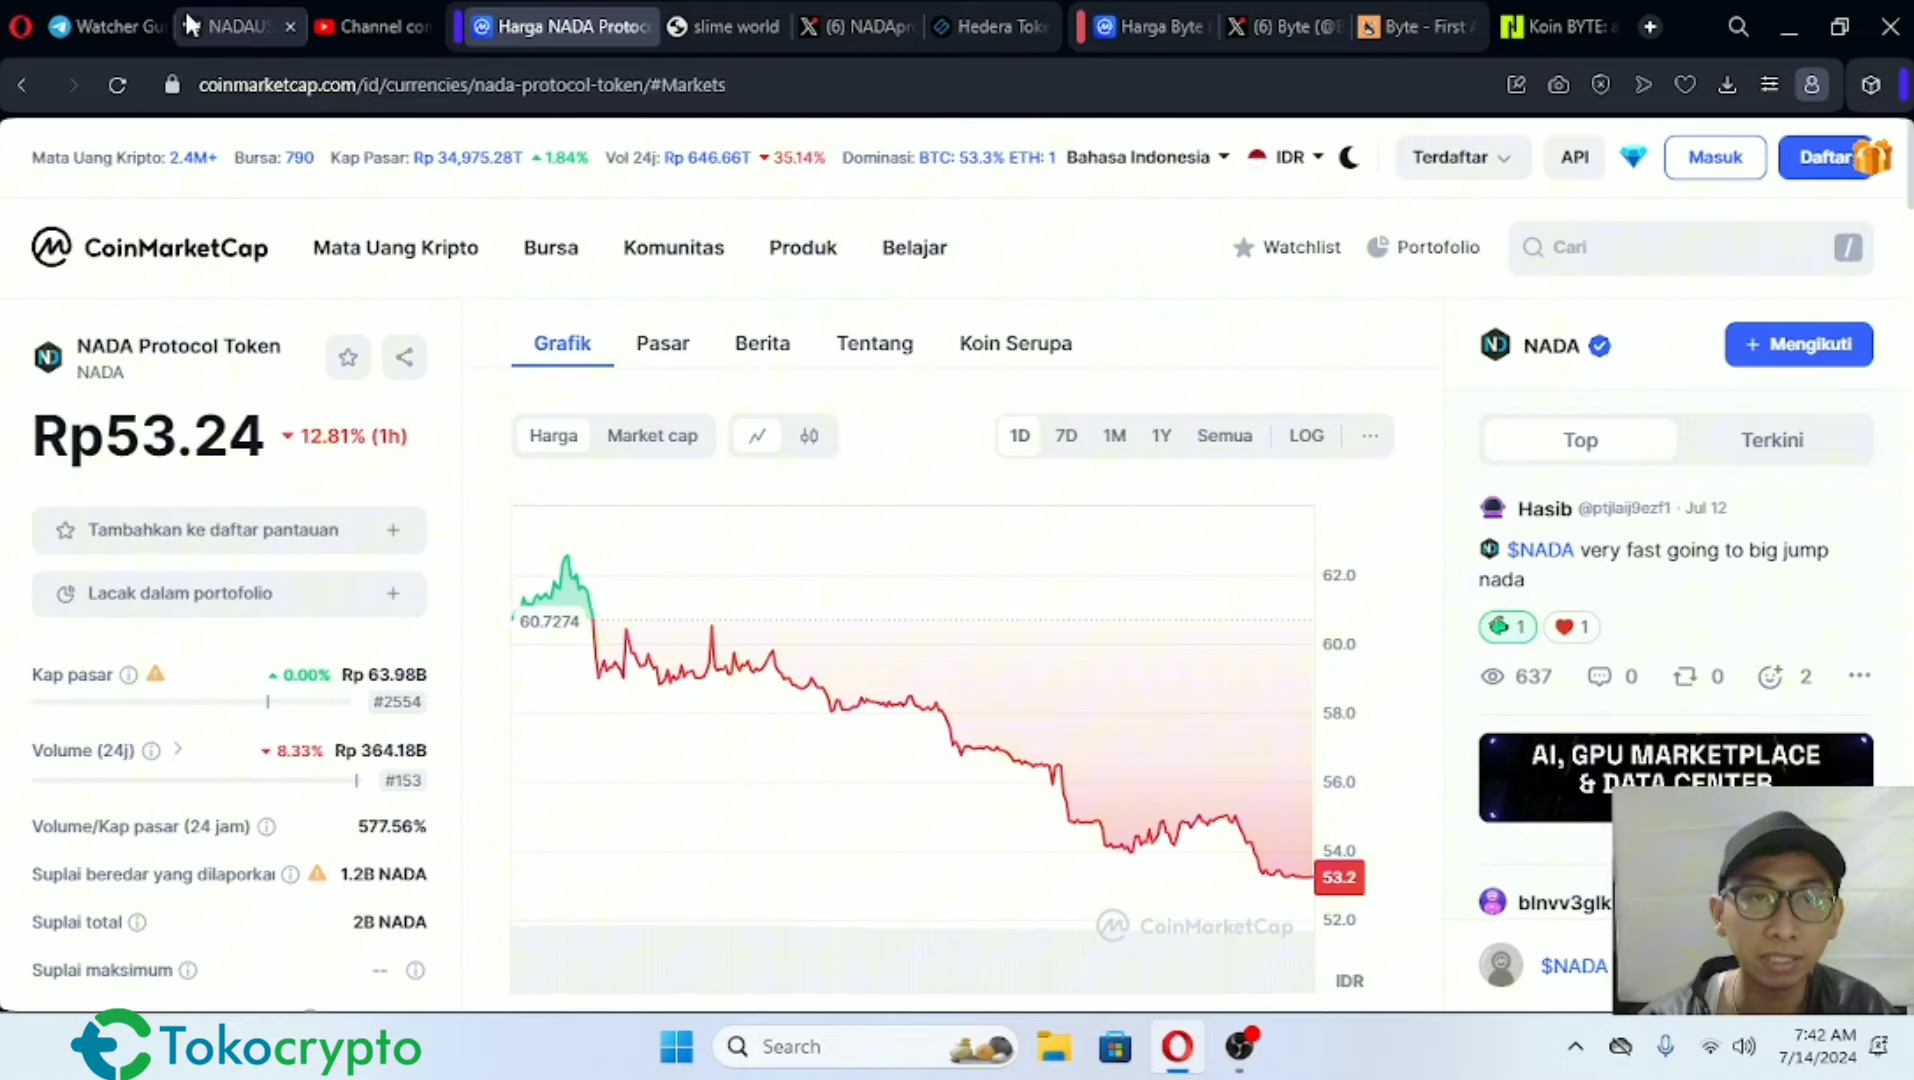 Watcher Gu
NADAUS
Channel con
Harga NADA Protoc
slime world
(6) NADApr
Hedera Tok
Harga Byte
(6) Byte (@B
Byte - First A
Koin BYTE: a
coinmarketcap.com/id/currencies/nada-protocol-token/#Markets
Mata Uang Kripto: 2.4M+ Bursa: 790 Kap Pasar: Rp 34,975.28T 1.84% Vol 24j: Rp 646.66T 35.14% Dominasi: BTC: 53.3% ETH: 1 Bahasa Indonesia IDR Terdaftar API Masuk Daftar
CoinMarketCap Mata Uang Kripto Bursa Komunitas Produk Belajar Watchlist Portofolio Cari /
NADA Protocol Token
NADA
Rp53.24 12.81% (1h)
Tambahkan ke daftar pantauan +
Lacak dalam portofolio +
Kap pasar 0.00% Rp 63.98B
#2554
Volume (24j) 8.33% Rp 364.18B
#153
Volume/Kap pasar (24 jam) 577.56%
Suplai beredar yang dilaporkan 1.2B NADA
Suplai total 2B NADA
Suplai maksimum --
Grafik Pasar Berita Tentang Koin Serupa
Harga Market cap 1D 7D 1M 1Y Semua LOG ...
60.7274
62.0
60.0
58.0
56.0
54.0
53.2
52.0
CoinMarketCap
IDR
NADA + Mengikuti
Top Terkini
Hasib @ptjlaij9ezf1 · Jul 12
$NADA very fast going to big jump
nada
1 1
637 0 0 2 ...
AI, GPU MARKETPLACE
& DATA CENTER
blnvv3glk
$NADA
Tokocrypto
Search
7:42 AM
7/14/2024